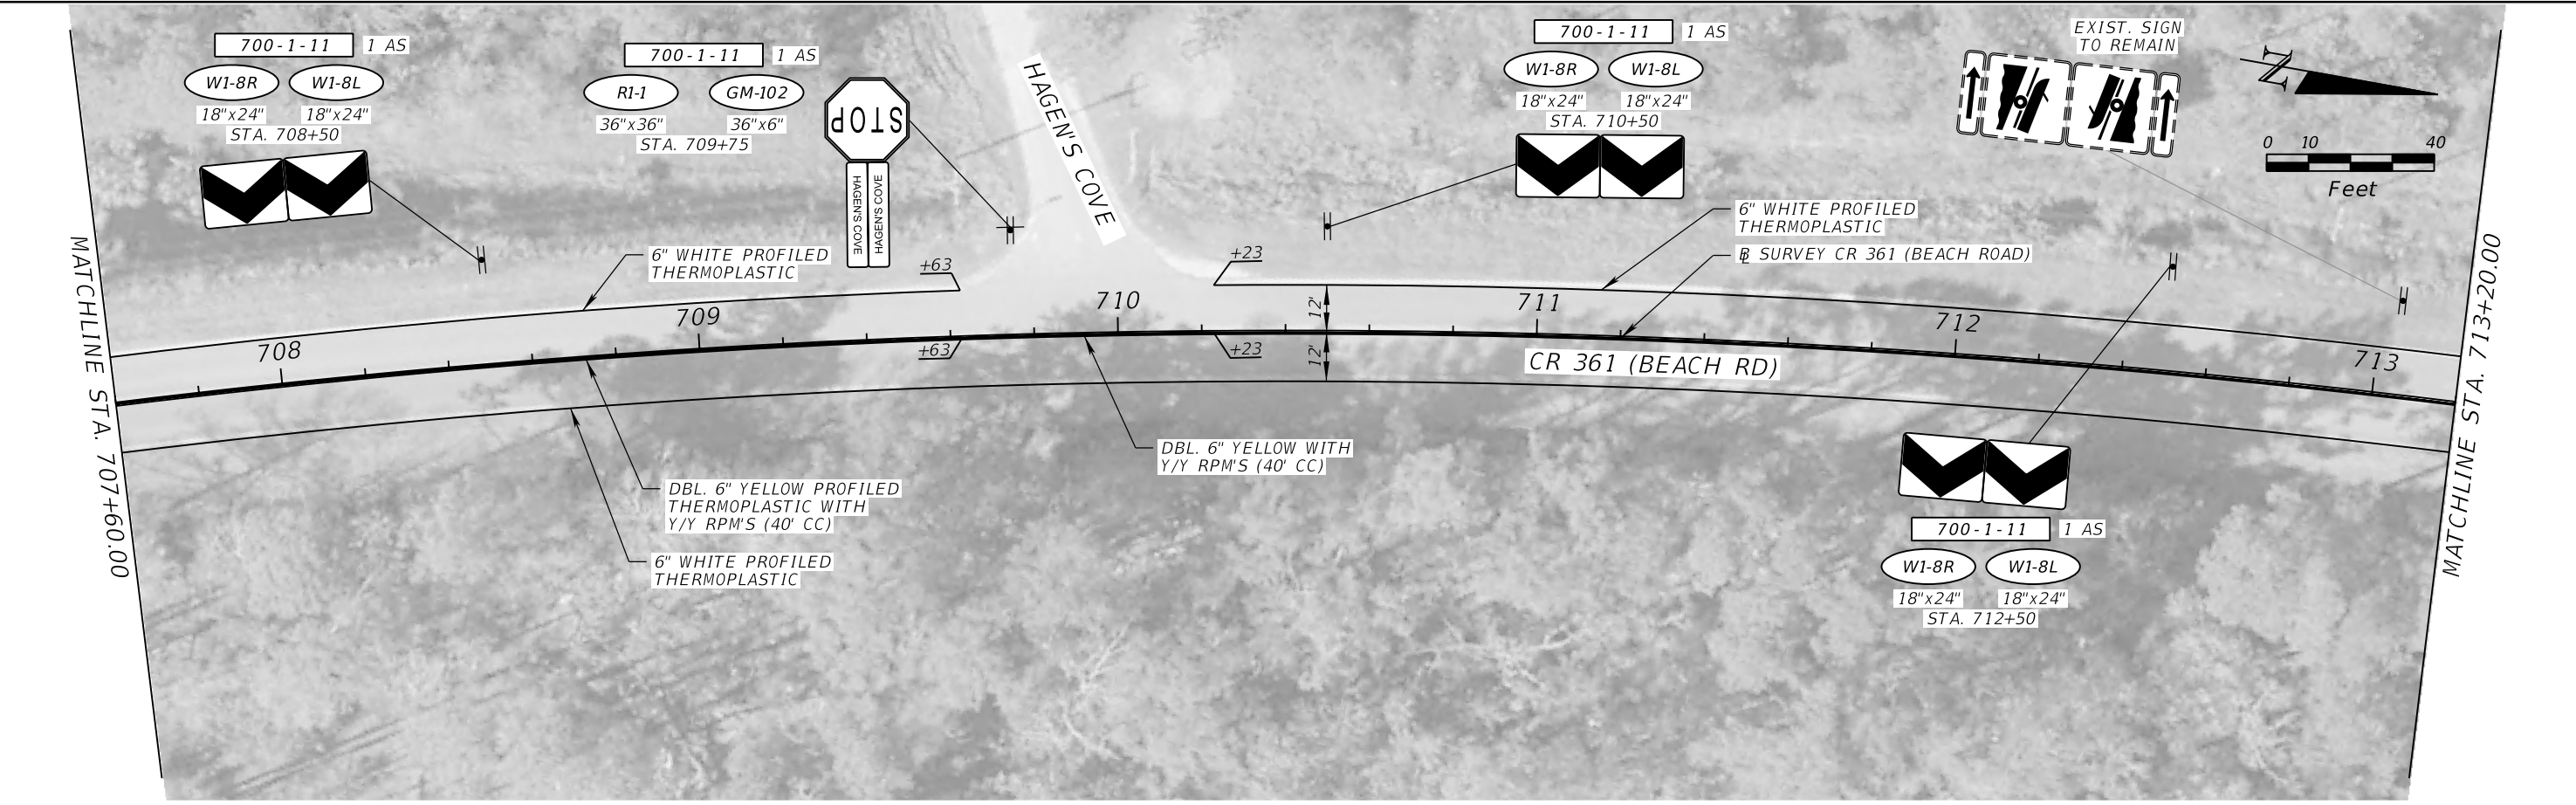 700-1-11 1 AS
W1-8R W1-8L
18"x24" 18"x24"
STA. 708+50
700-1-11 1 AS
R1-1 GM-102
36"x36" 36"x6"
STA. 709+75
STOP
HAGEN'S COVE
HAGEN'S COVE
HAGEN'S COVE
700-1-11 1 AS
W1-8R W1-8L
18"x24" 18"x24"
STA. 710+50
EXIST. SIGN
TO REMAIN
N
0 10 40
Feet
6" WHITE PROFILED
THERMOPLASTIC
6" WHITE PROFILED
THERMOPLASTIC
BL SURVEY CR 361 (BEACH ROAD)
+63
+23
708
709
710
711
712
713
12'
12'
+63
+23
CR 361 (BEACH RD)
MATCHLINE STA. 707+60.00
MATCHLINE STA. 713+20.00
DBL. 6" YELLOW WITH
Y/Y RPM'S (40' CC)
DBL. 6" YELLOW PROFILED
THERMOPLASTIC WITH
Y/Y RPM'S (40' CC)
6" WHITE PROFILED
THERMOPLASTIC
700-1-11 1 AS
W1-8R W1-8L
18"x24" 18"x24"
STA. 712+50